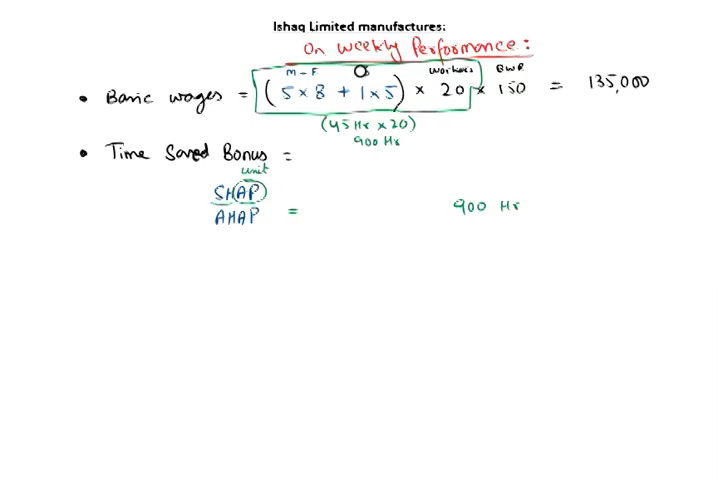 Ishaq Limited manufactures:
On Weekly Performance:
M - F workers BWR
• Basic wages = (5 × 8 + 1 × 5) × 20 × 150 = 135,000
(45 Hr × 20)
900 Hr
• Time Saved Bonus =
unit
SHAP
AHAP = 900 Hr